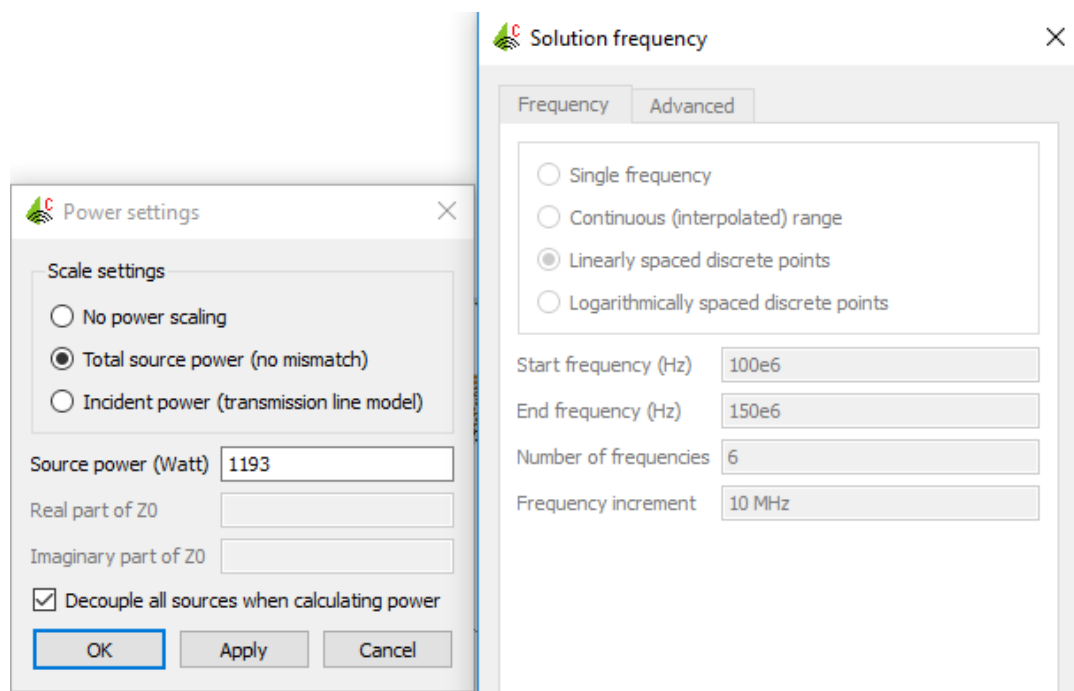 Power settings
Scale settings
No power scaling
Total source power (no mismatch)
Incident power (transmission line model)
Source power (Watt) 1193
Real part of Z0
Imaginary part of Z0
Decouple all sources when calculating power
OK Apply Cancel
Solution frequency
Frequency Advanced
Single frequency
Continuous (interpolated) range
Linearly spaced discrete points
Logarithmically spaced discrete points
Start frequency (Hz) 100e6
End frequency (Hz) 150e6
Number of frequencies 6
Frequency increment 10 MHz